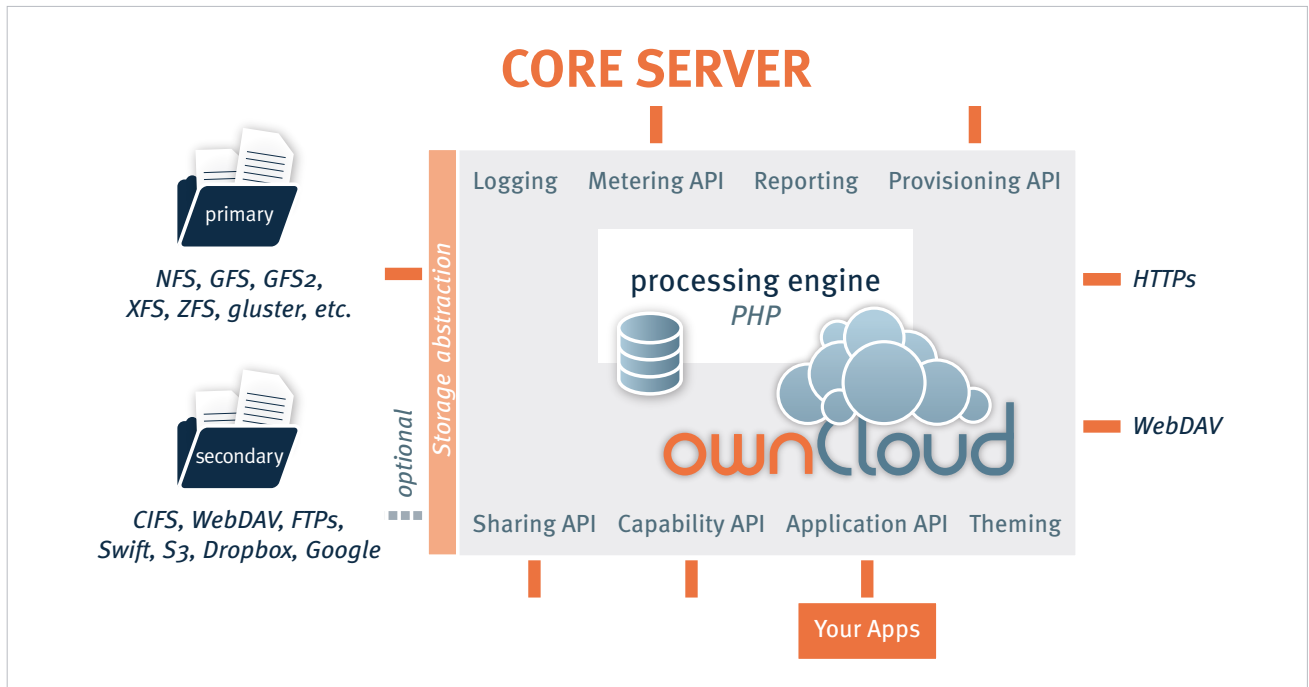 CORE SERVER
Logging Metering API Reporting Provisioning API
primary
NFS, GFS, GFS2,
XFS, ZFS, gluster, etc.
Storage abstraction
processing engine
PHP
HTTPs
secondary
optional
ownCloud
WebDAV
CIFS, WebDAV, FTPs,
Swift, S3, Dropbox, Google
Sharing API Capability API Application API Theming
Your Apps